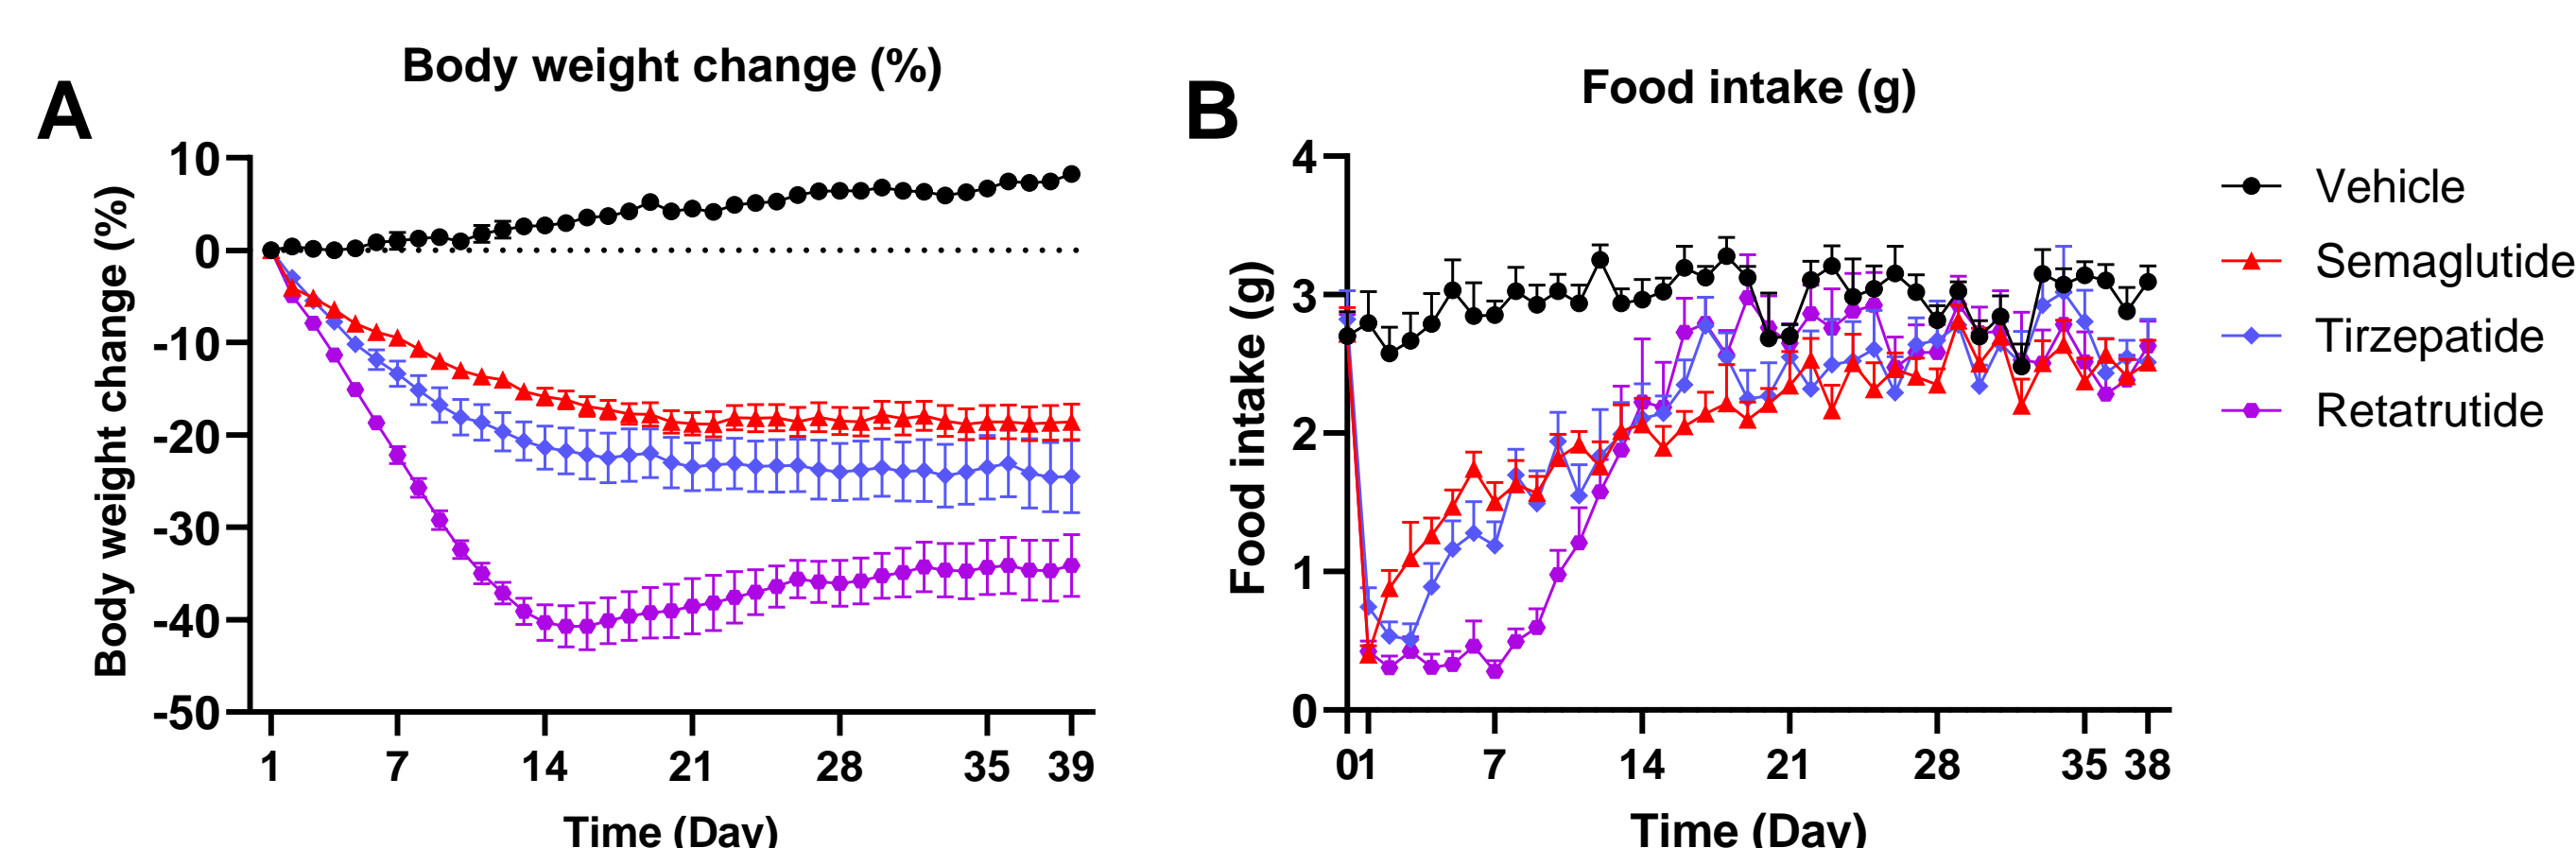 A
Body weight change (%)
Body weight change (%)
10
0
-10
-20
-30
-40
-50
1 7 14 21 28 35 39
Time (Day)
B
Food intake (g)
Food intake (g)
4
3
2
1
0
0 1 7 14 21 28 35 38
Time (Day)
Vehicle
Semaglutide
Tirzepatide
Retatrutide